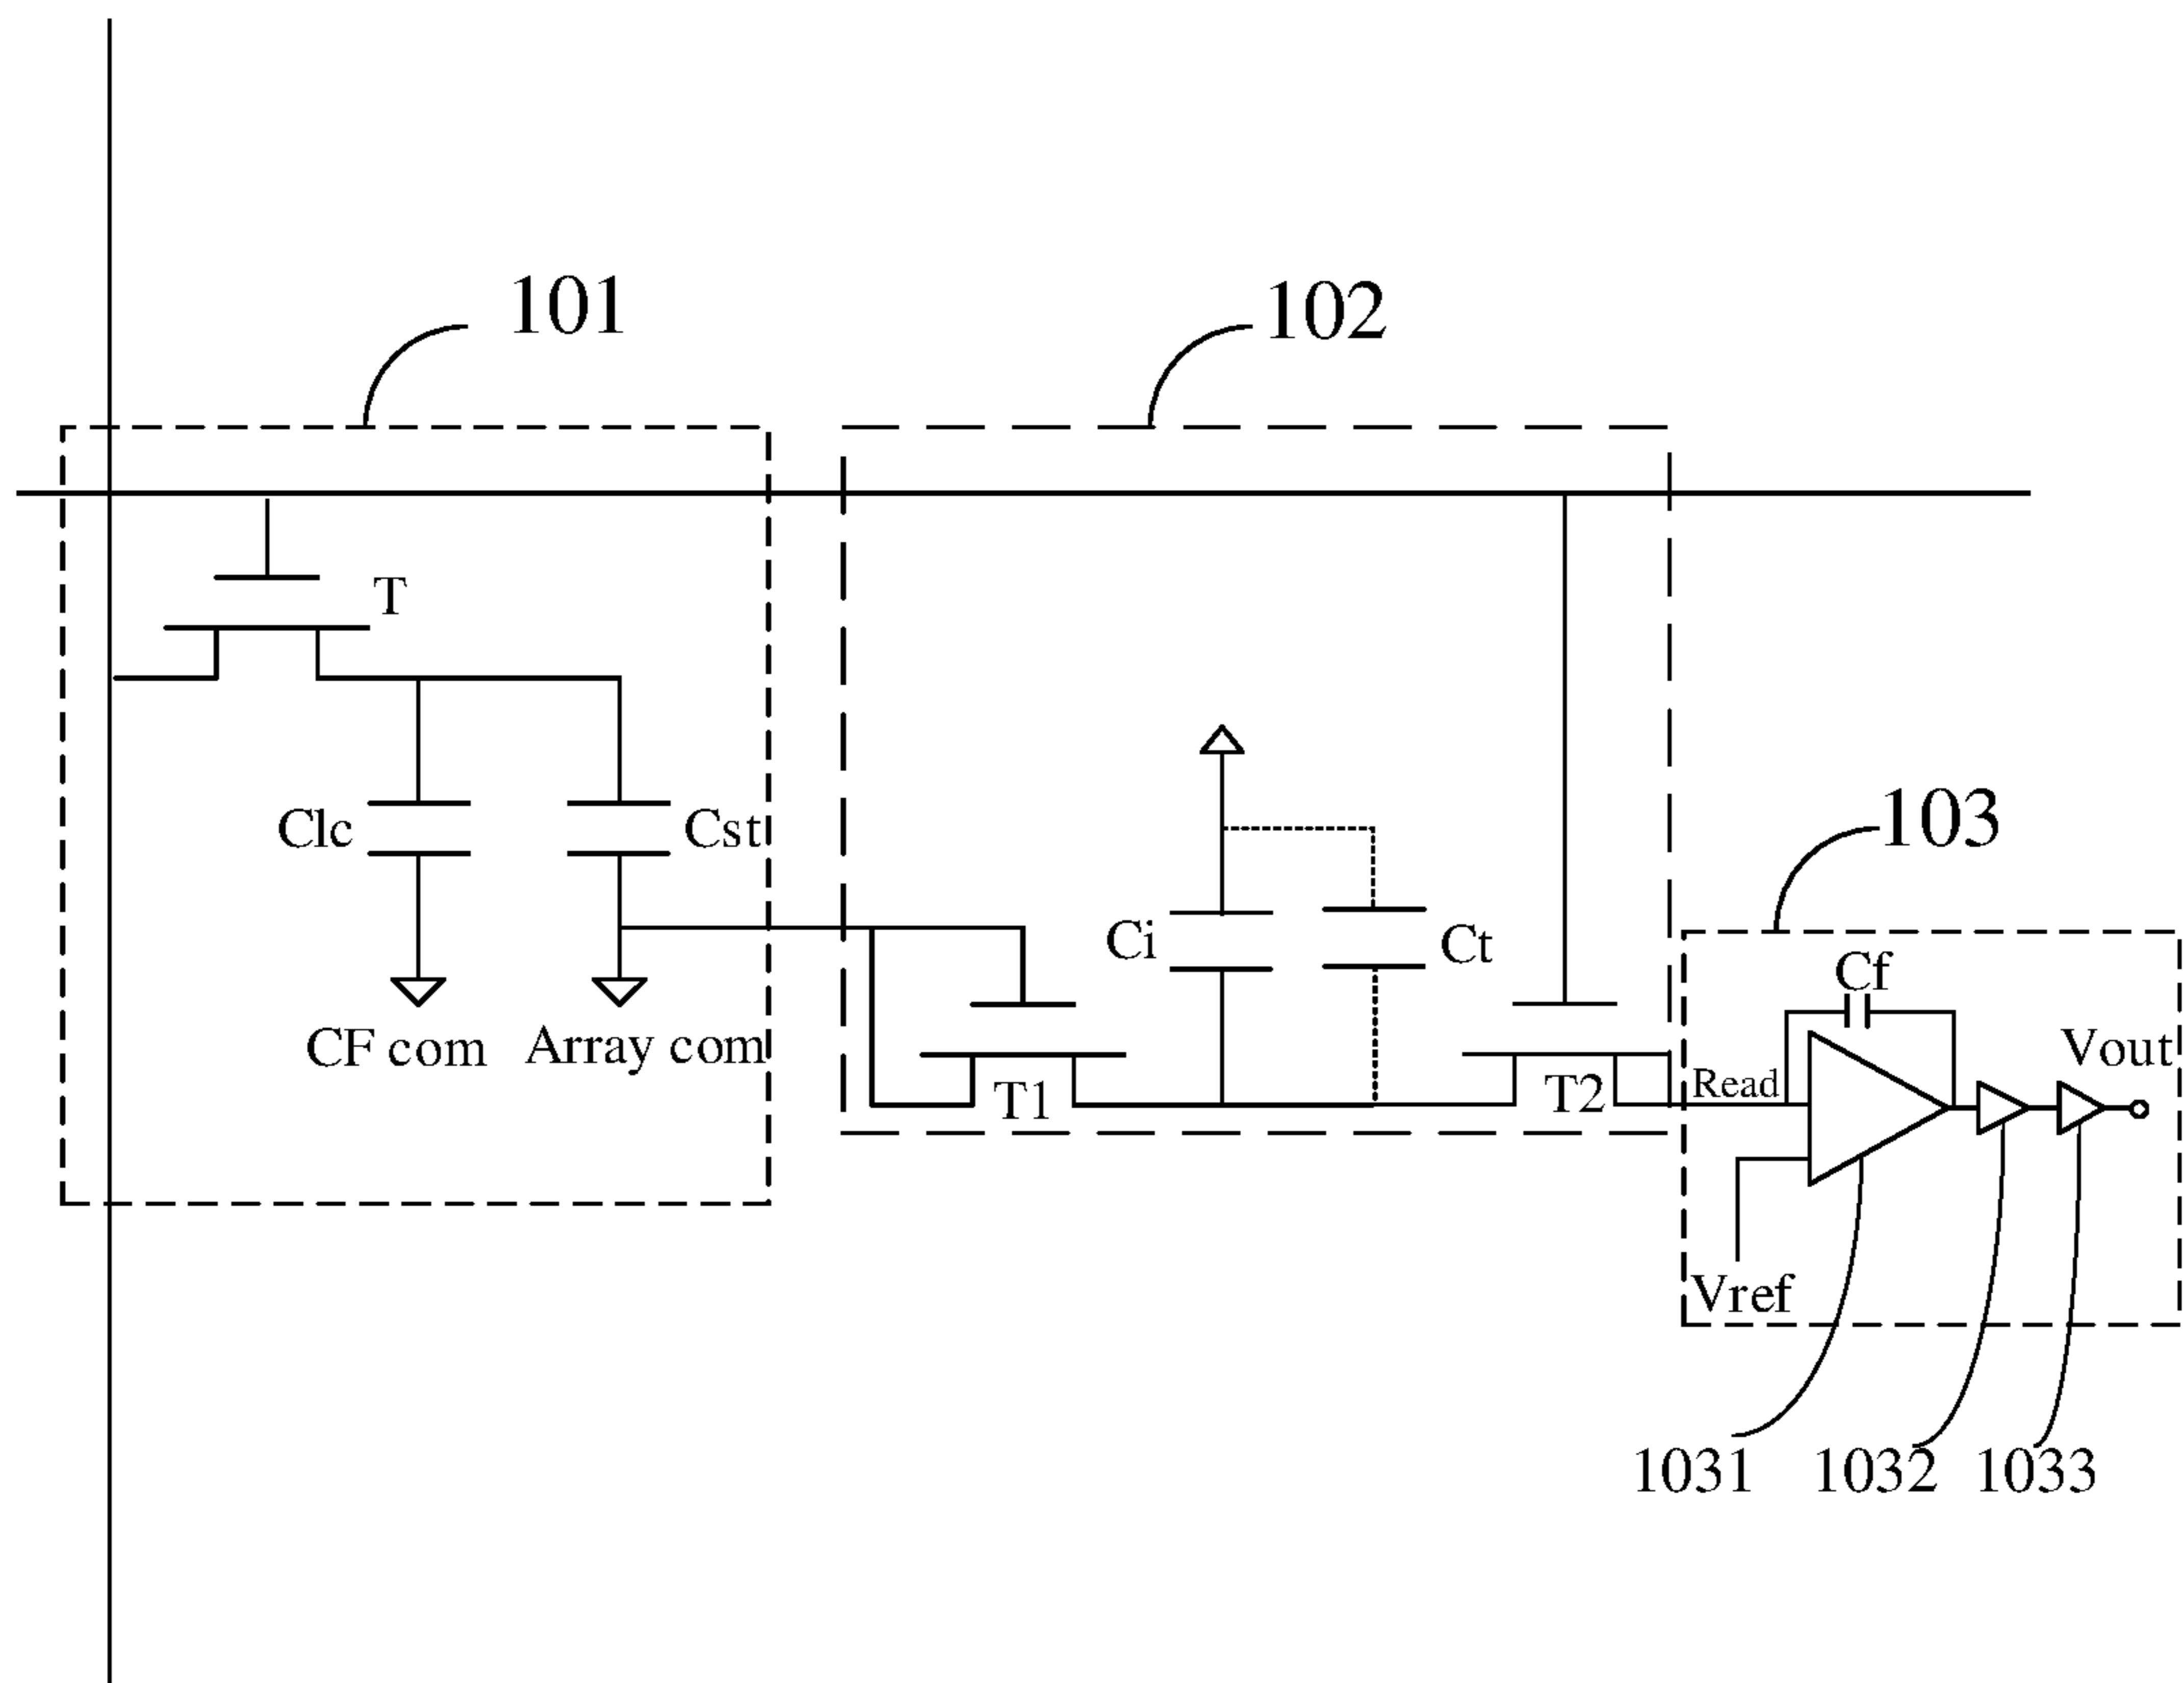 101
102
T
103
Clc
Cst
Ci
Ct
Cf
CF com
Array com
Vout
T1
T2
Read
Vref
1031
1032
1033